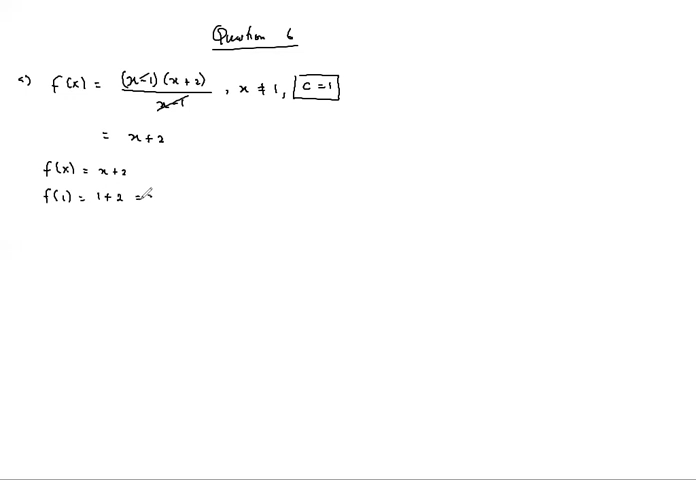 Question 6
c) f(x) = (x-1)(x+2) / x-1 , x ≠ 1, c = 1
= x+2
f(x) = x+2
f(1) = 1+2 =